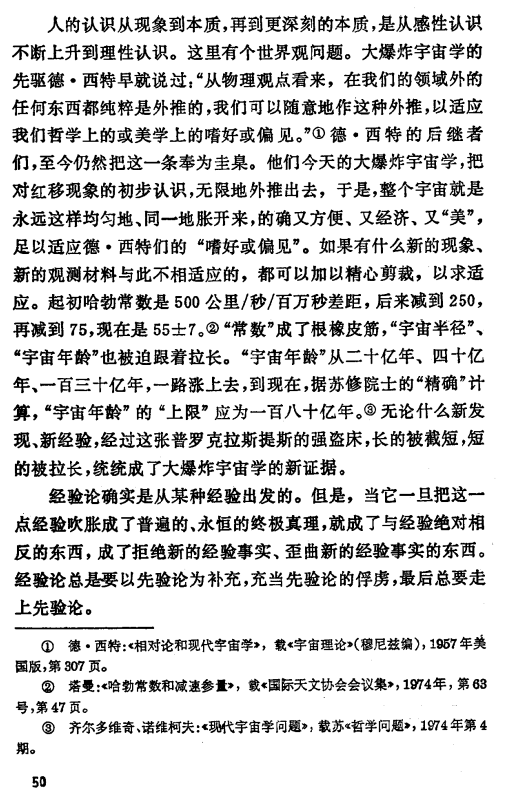 人的认识从现象到本质，再到更深刻的本质，是从感性认识
不断上升到理性认识。这里有个世界观问题。大爆炸宇宙学的
先驱德·西特早就说过：“从物理观点看来，在我们的领域外的
任何东西都纯粹是外推的，我们可以随意地作这种外推，以适应
我们哲学上的或美学上的嗜好或偏见。”①德·西特的后继者
们，至今仍然把这一条奉为圭臬。他们今天的大爆炸宇宙学，把
对红移现象的初步认识，无限地外推出去，于是，整个宇宙就是
永远这样均匀地、同一地胀开来，的确又方便、又经济、又“美”，
足以适应德·西特们的“嗜好或偏见”。如果有什么新的现象、
新的观测材料与此不相适应的，都可以加以精心剪裁，以求适
应。起初哈勃常数是500公里/秒/百万秒差距，后来减到250，
再减到75，现在是55±7。②“常数”成了根橡皮筋，“宇宙半径”、
“宇宙年龄”也被迫跟着拉长。“宇宙年龄”从二十亿年、四十亿
年、一百三十亿年，一路涨上去，到现在，据苏修院士的“精确”计
算，“宇宙年龄”的“上限”应为一百八十亿年。③无论什么新发
现、新经验，经过这张普罗克拉斯提斯的强盗床，长的被截短，短
的被拉长，统统成了大爆炸宇宙学的新证据。
经验论确实是从某种经验出发的。但是，当它一旦把这一
点经验吹胀成了普遍的、永恒的终极真理，就成了与经验绝对相
反的东西，成了拒绝新的经验事实、歪曲新的经验事实的东西。
经验论总是要以先验论为补充，充当先验论的俘虏，最后总要走
上先验论。
① 德·西特：《相对论和现代宇宙学》，载《宇宙理论》（穆尼兹编），1957年美
国版，第307页。
② 塔曼：《哈勃常数和减速参量》，载《国际天文协会会议集》，1974年，第63
号，第47页。
③ 齐尔多维奇、诺维柯夫：《现代宇宙学问题》，载苏《哲学问题》，1974年第4
期。
50